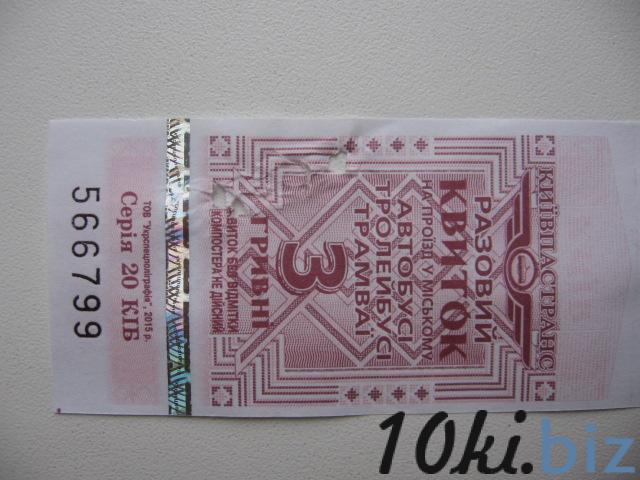 КИЇВПАСТРАНС
РАЗОВИЙ
КВИТОК
НА ПРОЇЗД У МІСЬКОМУ
АВТОБУСІ
ТРОЛЕЙБУСІ
ТРАМВАЇ
3
ГРИВНІ
КВИТОК БЕЗ ВІДМІТКИ
КОМПОСТЕРА НЕ ДІЙСНИЙ
ТОВ "Укрспецполіграфія", 2015 р.
Серія 20 КІБ
566799
10ki.biz